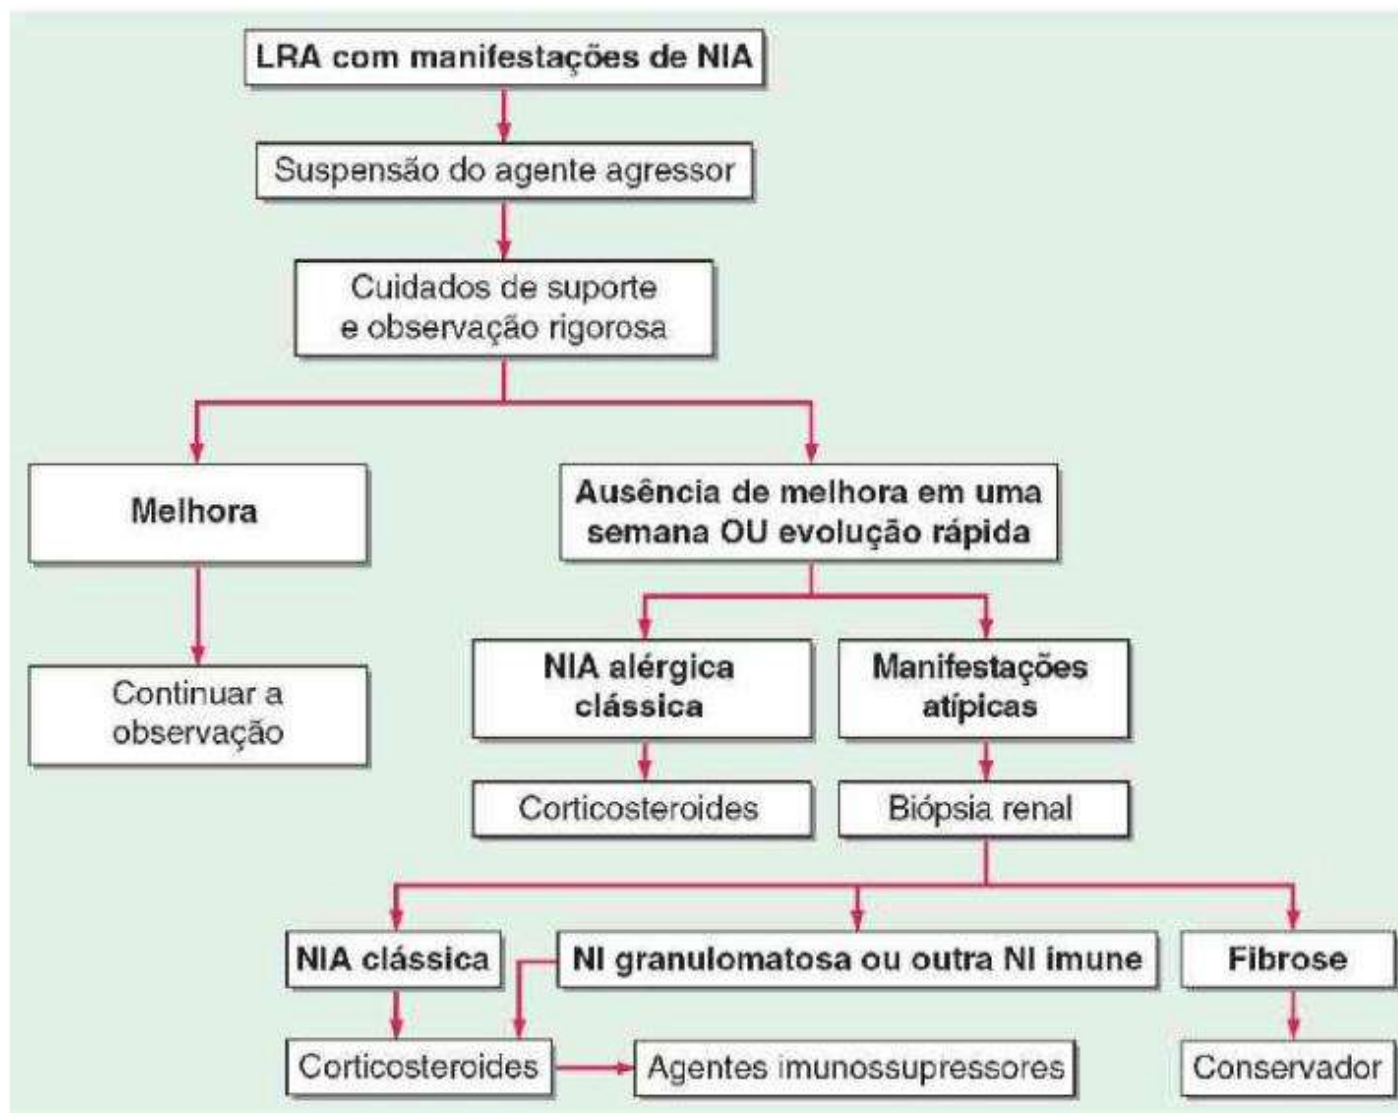 LRA com manifestações de NIA
Suspensão do agente agressor
Cuidados de suporte
e observação rigorosa
Melhora
Ausência de melhora em uma
semana OU evolução rápida
Continuar a
observação
NIA alérgica
clássica
Manifestações
atípicas
Corticosteroides
Biópsia renal
NIA clássica
NI granulomatosa ou outra NI imune
Fibrose
Corticosteroides
Agentes imunossupressores
Conservador